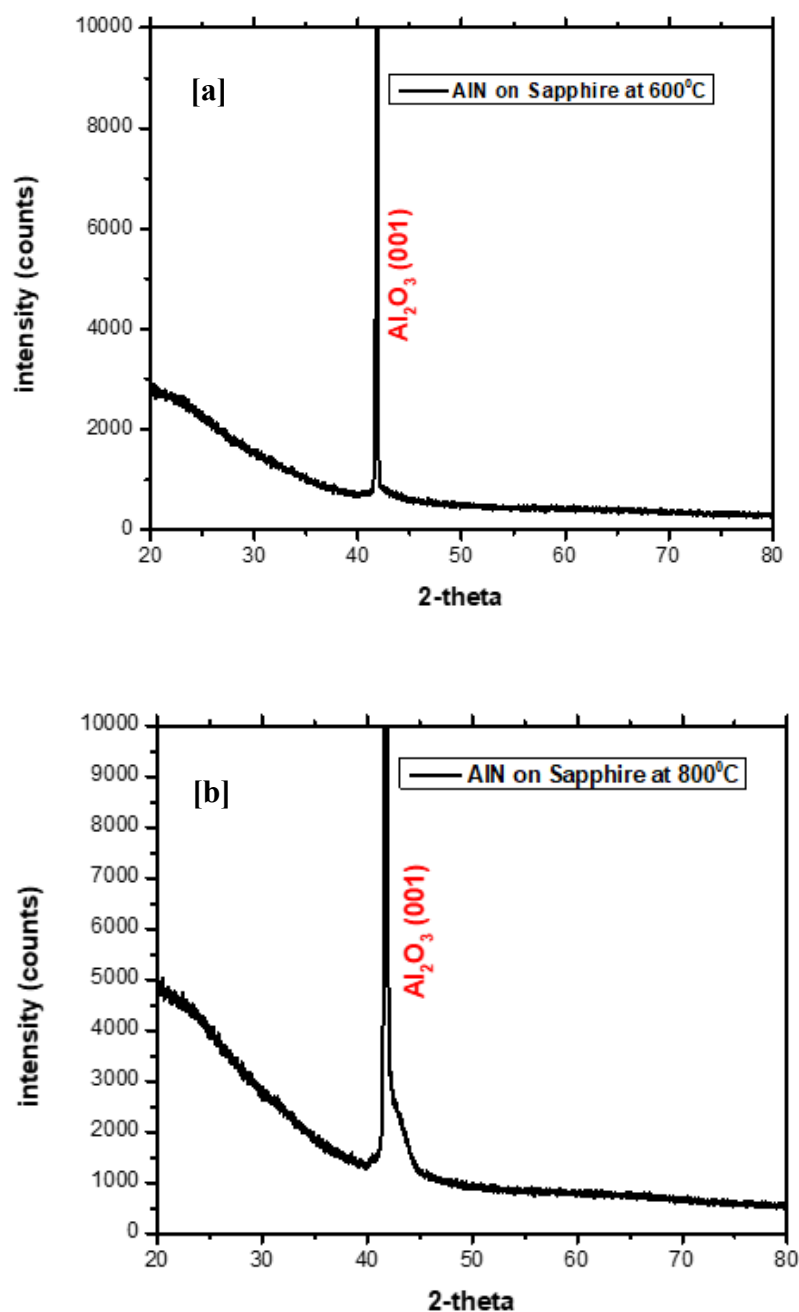 10000
8000
6000
4000
2000
0
intensity (counts)
[a]
AlN on Sapphire at 600⁰C
Al₂O₃ (001)
20 30 40 50 60 70 80
2-theta
10000
9000
8000
7000
6000
5000
4000
3000
2000
1000
0
intensity (counts)
[b]
AlN on Sapphire at 800⁰C
Al₂O₃ (001)
20 30 40 50 60 70 80
2-theta